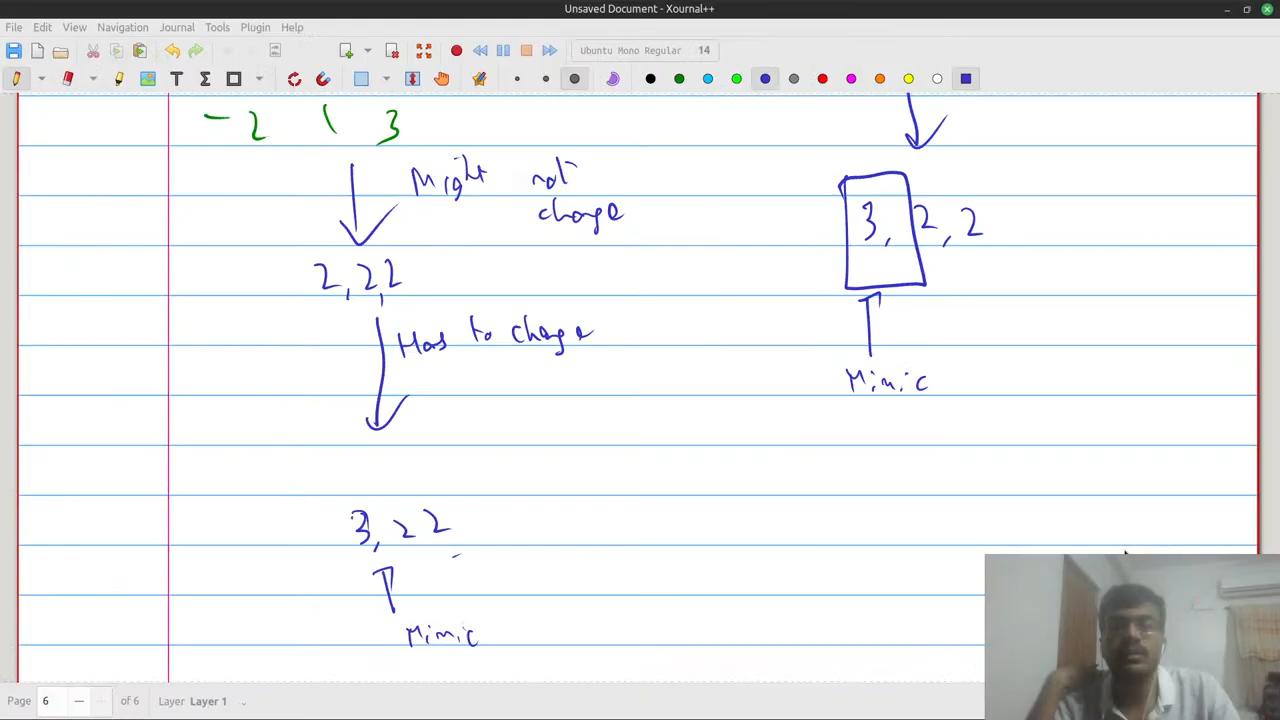 Unsaved Document - Xournal++
File Edit View Navigation Journal Tools Plugin Help
Ubuntu Mono Regular 14
- 2 1 3
Might not
change
2, 2, 2
Has to change
3, 2 2
Mimic
3, 2, 2
Mimic
Page 6 of 6 Layer Layer 1